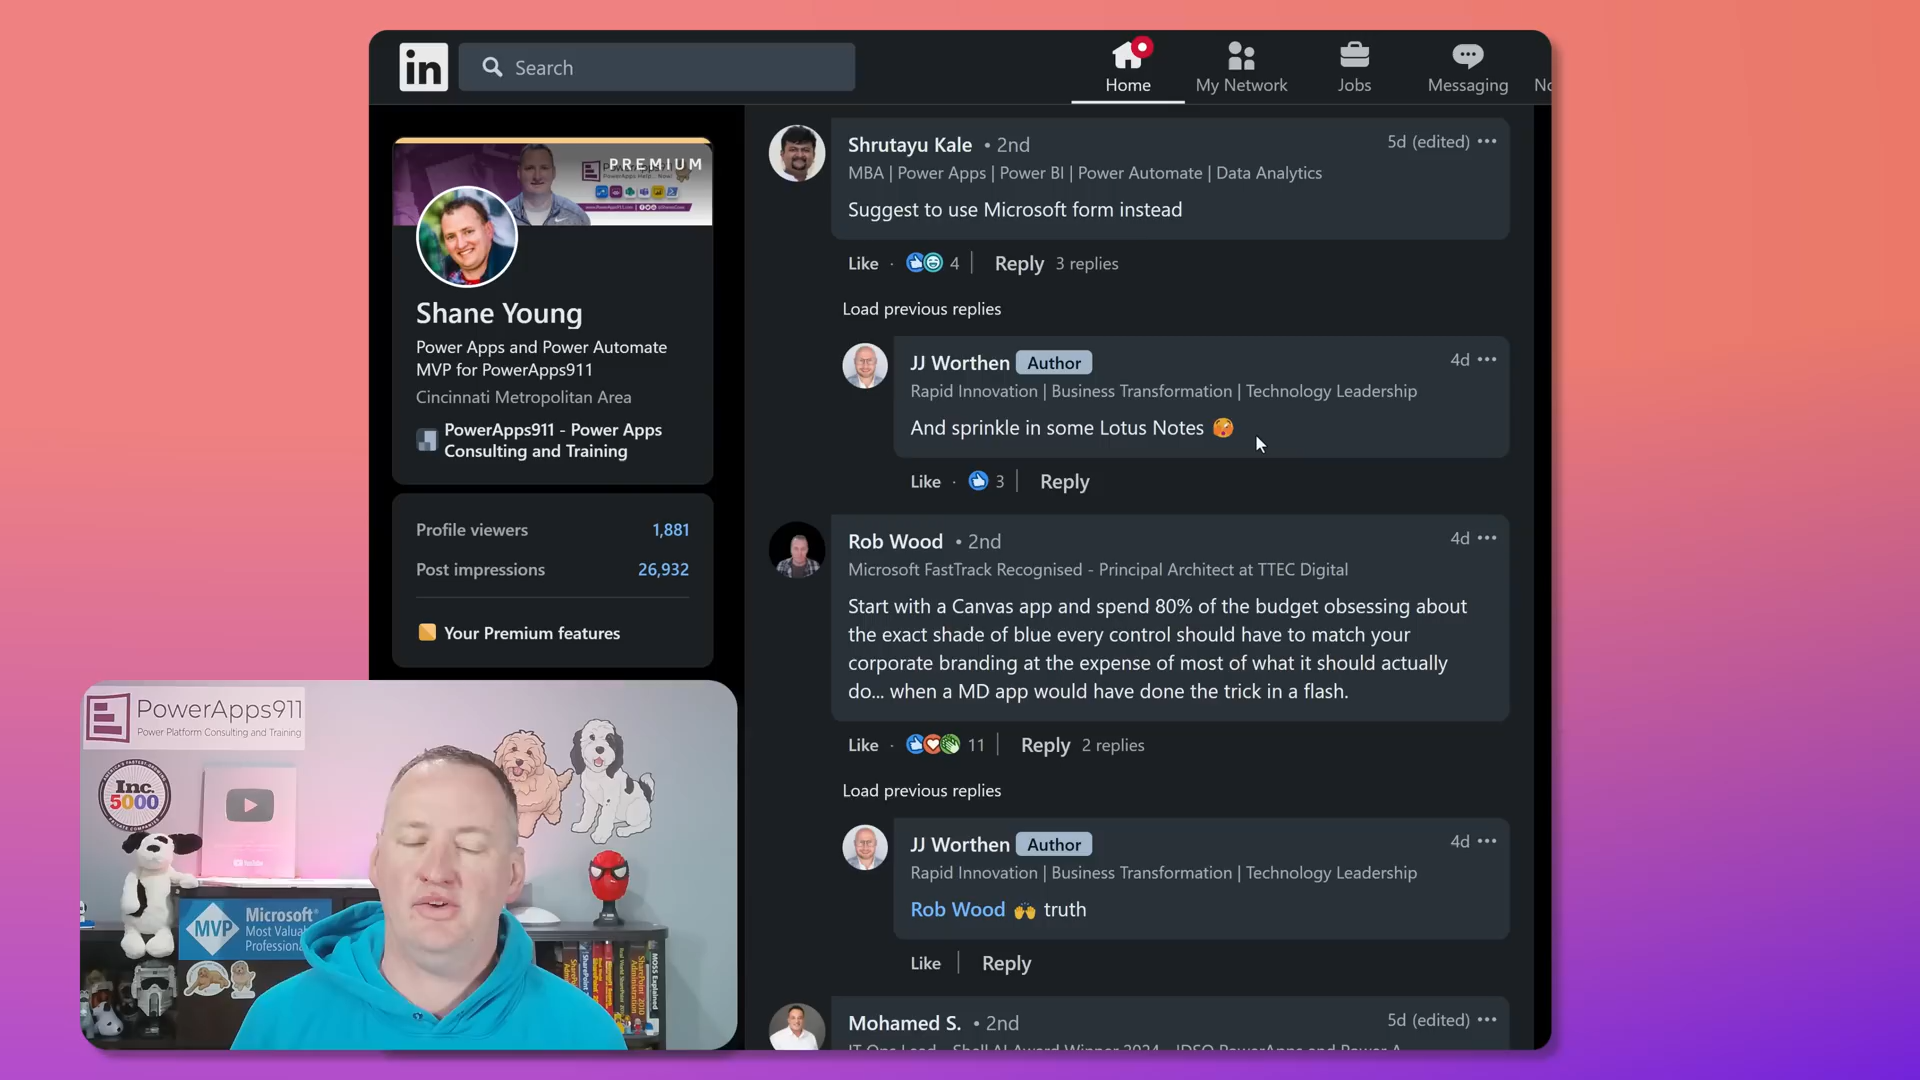 in
Search
Home
My Network
Jobs
Messaging
No
PREMIUM
Shane Young
Power Apps and Power Automate
MVP for PowerApps911
Cincinnati Metropolitan Area
PowerApps911 - Power Apps
Consulting and Training
Profile viewers 1,881
Post impressions 26,932
Your Premium features
Shrutayu Kale • 2nd
5d (edited)
MBA | Power Apps | Power BI | Power Automate | Data Analytics
Suggest to use Microsoft form instead
Like · 4 | Reply 3 replies
Load previous replies
JJ Worthen Author
4d
Rapid Innovation | Business Transformation | Technology Leadership
And sprinkle in some Lotus Notes
Like · 3 | Reply
Rob Wood • 2nd
4d
Microsoft FastTrack Recognised - Principal Architect at TTEC Digital
Start with a Canvas app and spend 80% of the budget obsessing about
the exact shade of blue every control should have to match your
corporate branding at the expense of most of what it should actually
do... when a MD app would have done the trick in a flash.
Like · 11 | Reply 2 replies
Load previous replies
JJ Worthen Author
4d
Rapid Innovation | Business Transformation | Technology Leadership
Rob Wood 🙌 truth
Like | Reply
Mohamed S. • 2nd
5d (edited)
PowerApps911
Power Platform Consulting and Training
Inc.
5000
YouTube
MVP
Microsoft
Most Valua
Professiona
MOSS Explained